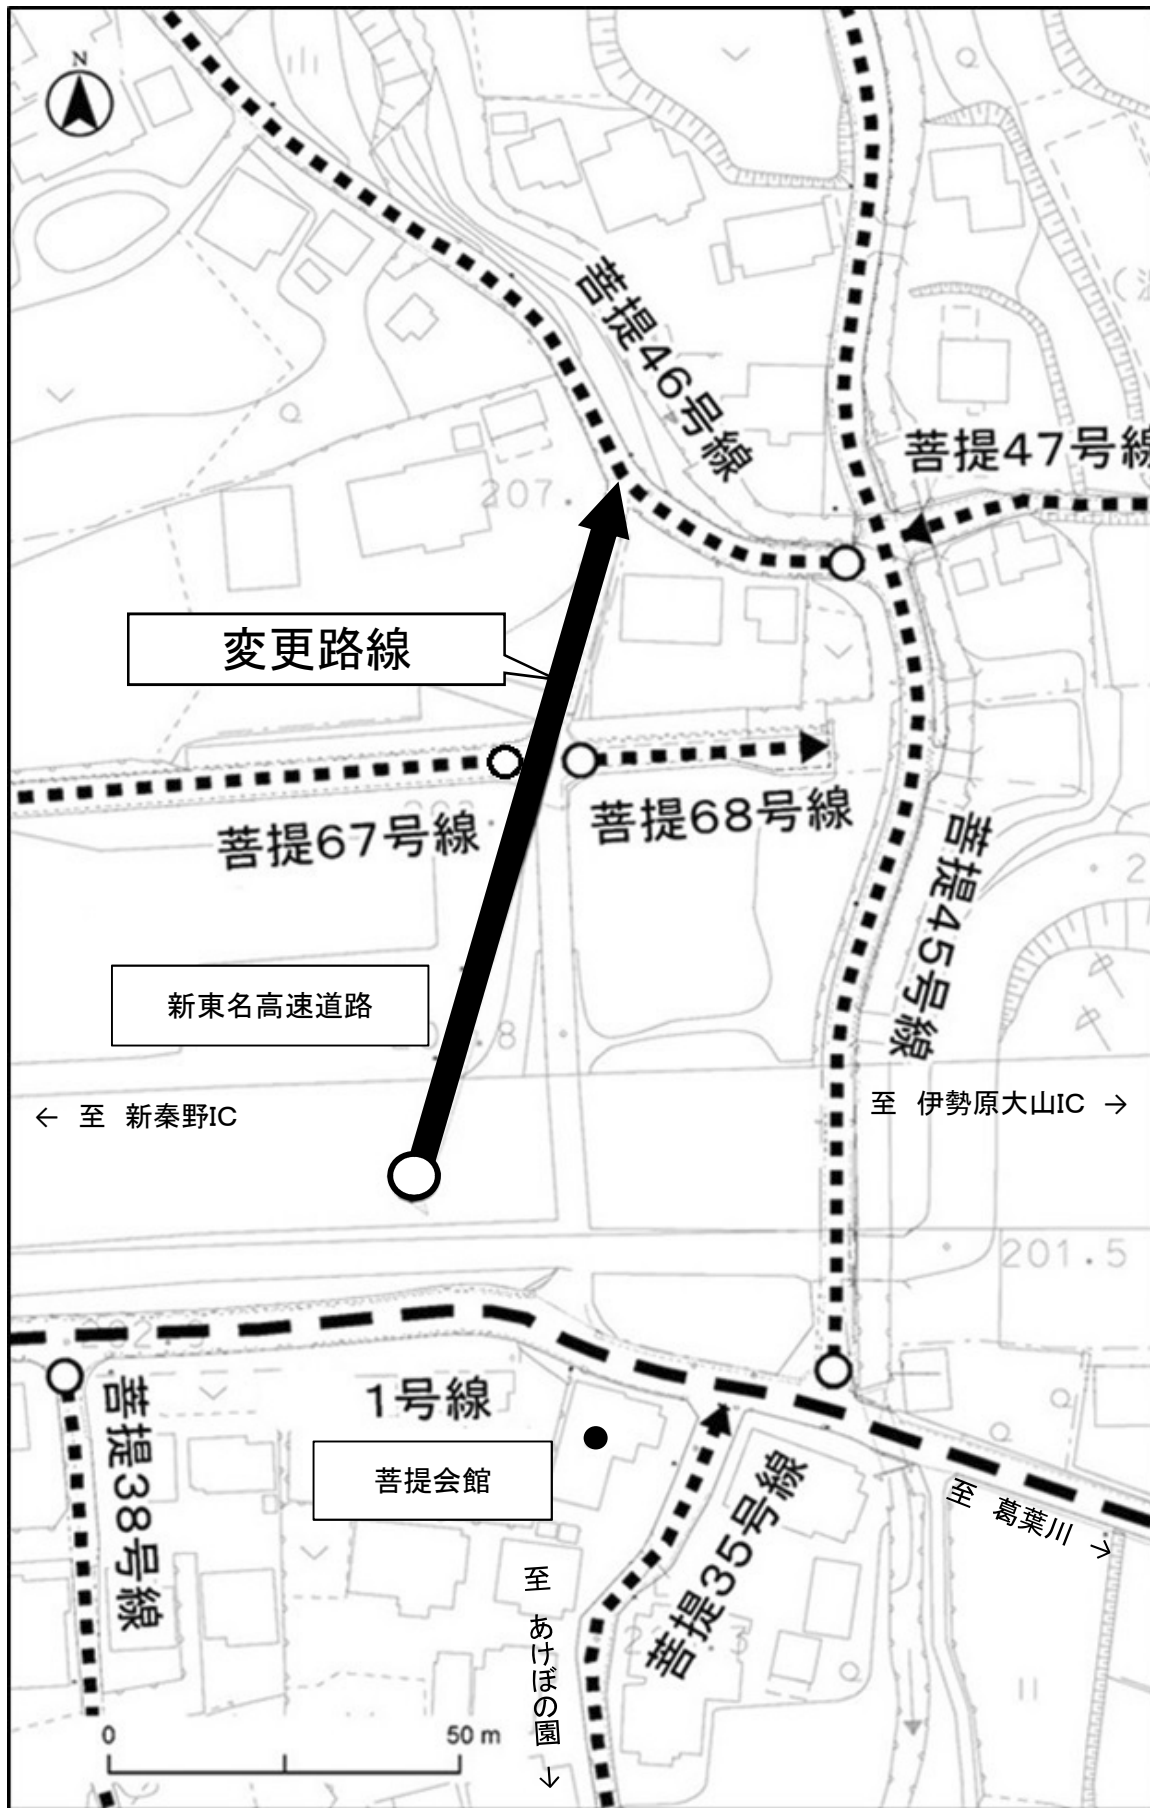 N
菩提46号線
菩提47号線
207.
変更路線
菩提67号線
菩提68号線
菩提45号線
新東名高速道路
← 至 新秦野IC
至 伊勢原大山IC →
201.5
1号線
菩提会館
菩提38号線
菩提35号線
至 葛葉川 →
至 あけぼの園 →
0
50 m